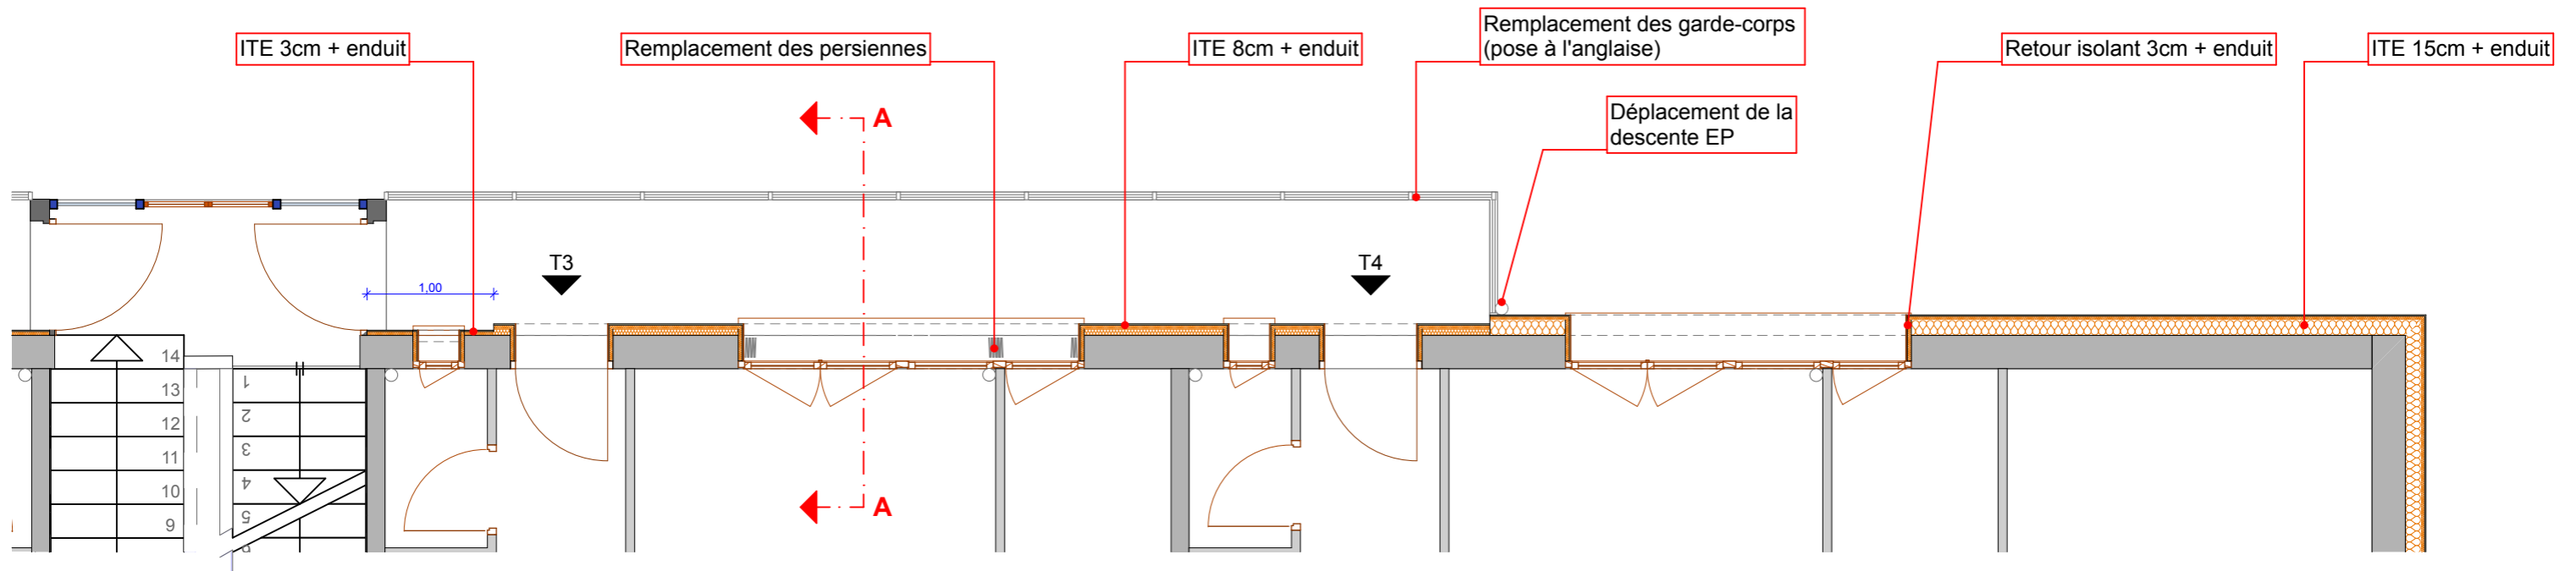 ITE 3cm + enduit
Remplacement des persiennes
ITE 8cm + enduit
Remplacement des garde-corps
(pose à l'anglaise)
Retour isolant 3cm + enduit
ITE 15cm + enduit
Déplacement de la
descente EP
A
T3
T4
1,00
14
13
12
11
10
9
1
2
3
4
5
6
A